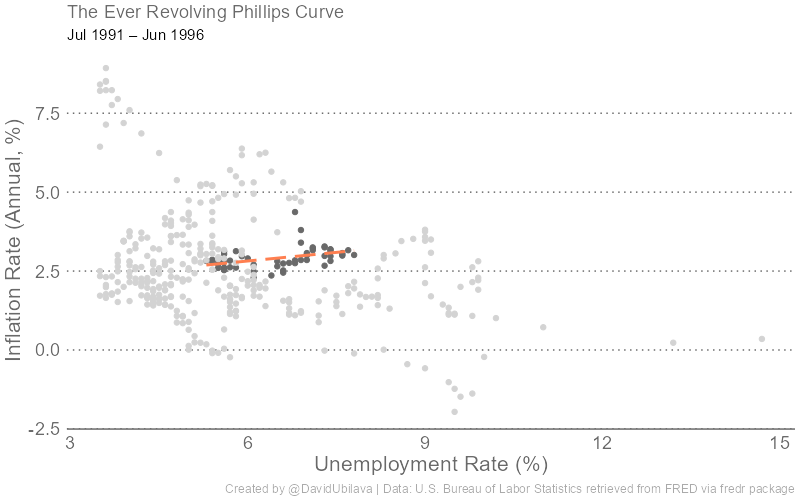 The Ever Revolving Phillips Curve
Jul 1991 – Jun 1996
Inflation Rate (Annual, %)
7.5
5.0
2.5
0.0
-2.5
3 6 9 12 15
Unemployment Rate (%)
Created by @DavidUbilava | Data: U.S. Bureau of Labor Statistics retrieved from FRED via fredr package